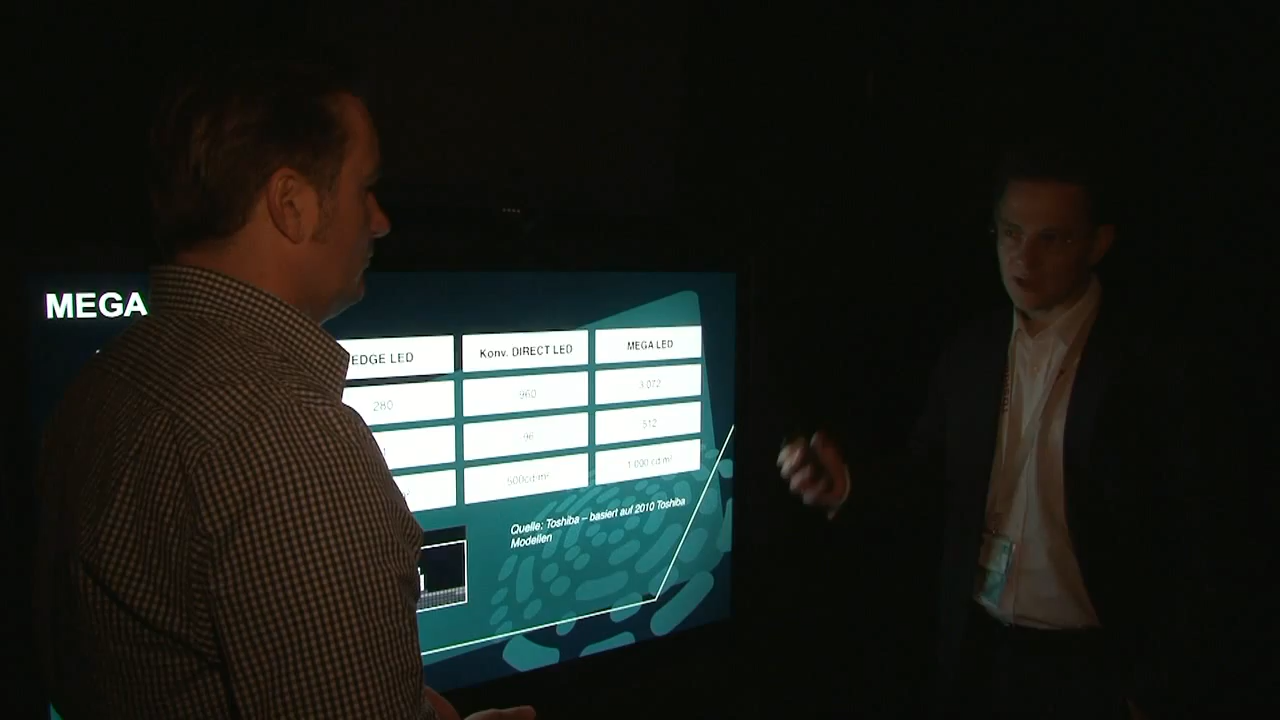 MEGA
EDGE LED Konv. DIRECT LED MEGA LED
280 960 3.072
96 512
500cd/m² 1.000 cd/m²
Quelle: Toshiba – basiert auf 2010 Toshiba
Modellen